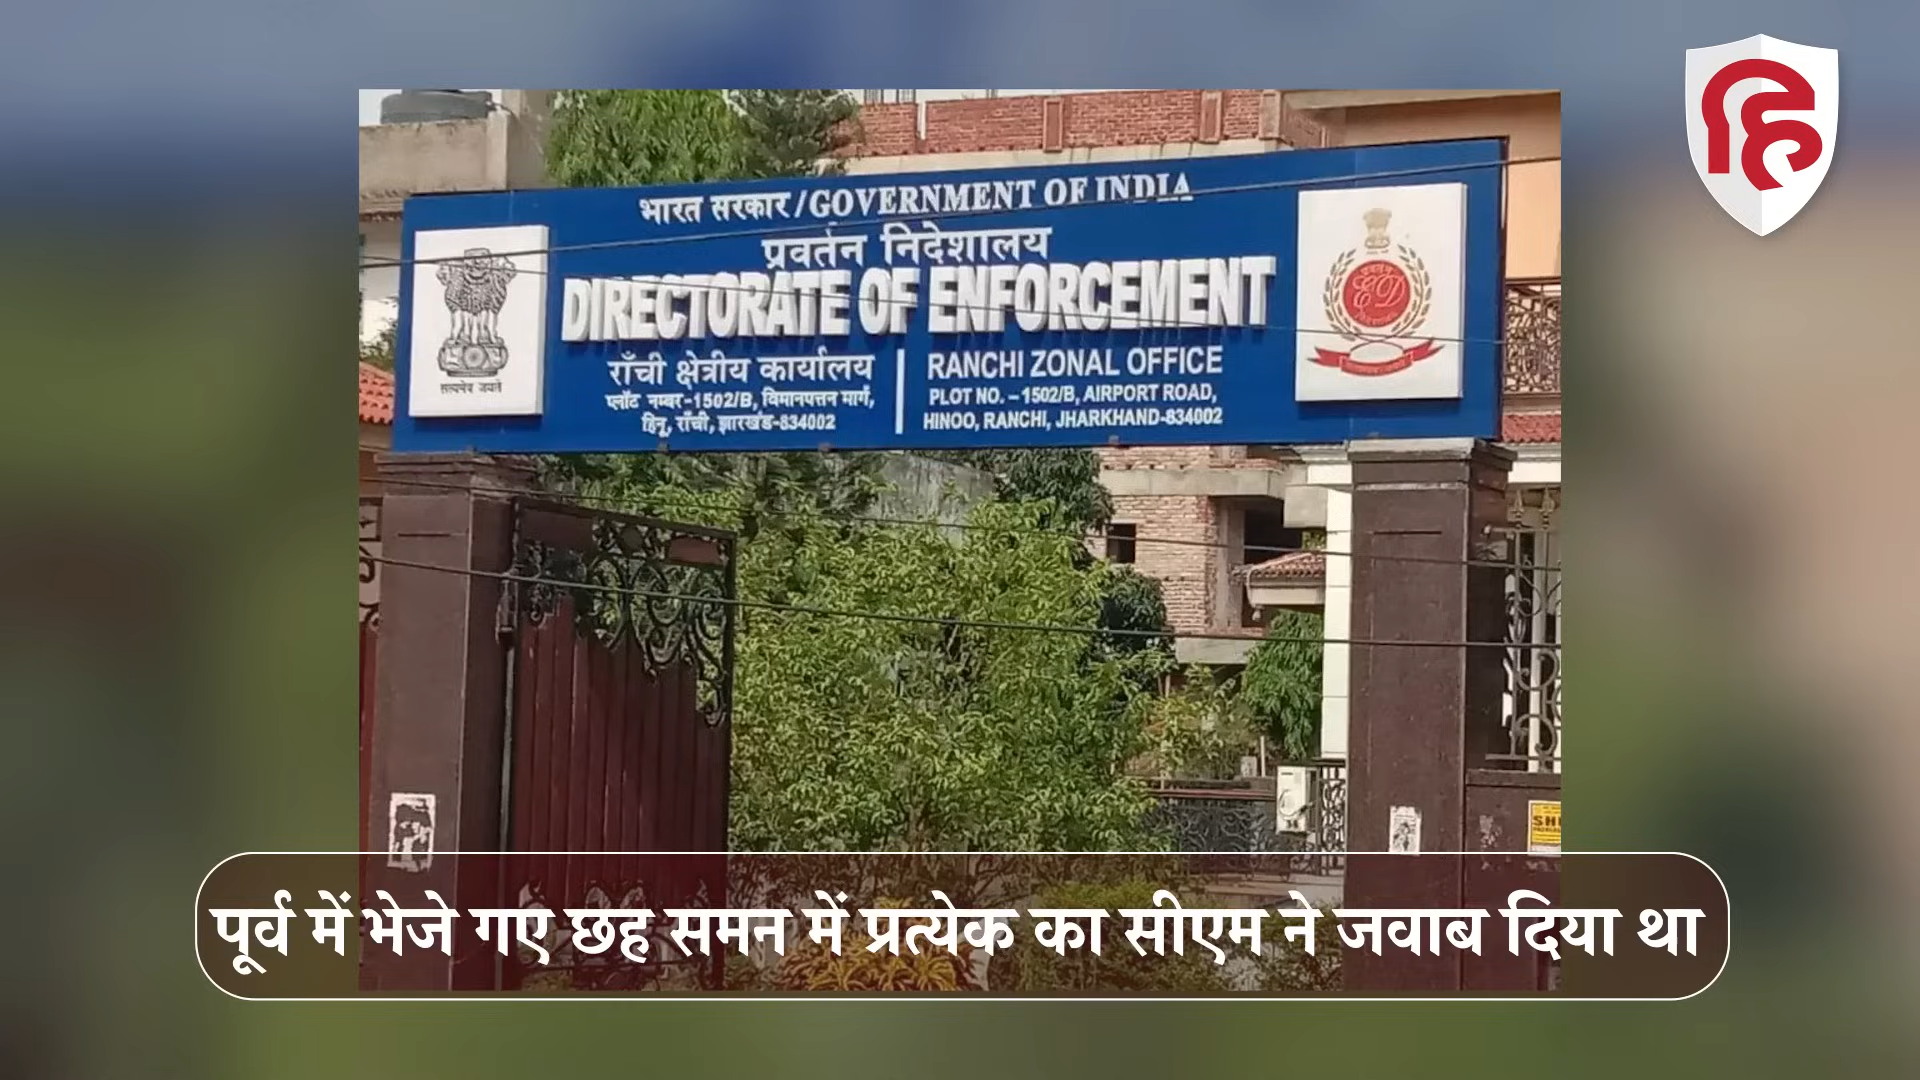 हि
भारत सरकार/GOVERNMENT OF INDIA
प्रवर्तन निदेशालय
DIRECTORATE OF ENFORCEMENT
राँची क्षेत्रीय कार्यालय
प्लॉट नम्बर-1502/B, विमानपत्तन मार्ग,
हिनू, राँची, झारखंड-834002
RANCHI ZONAL OFFICE
PLOT NO. – 1502/B, AIRPORT ROAD,
HINOO, RANCHI, JHARKHAND-834002
सत्यमेव जयते
ED
पूर्व में भेजे गए छह समन में प्रत्येक का सीएम ने जवाब दिया था